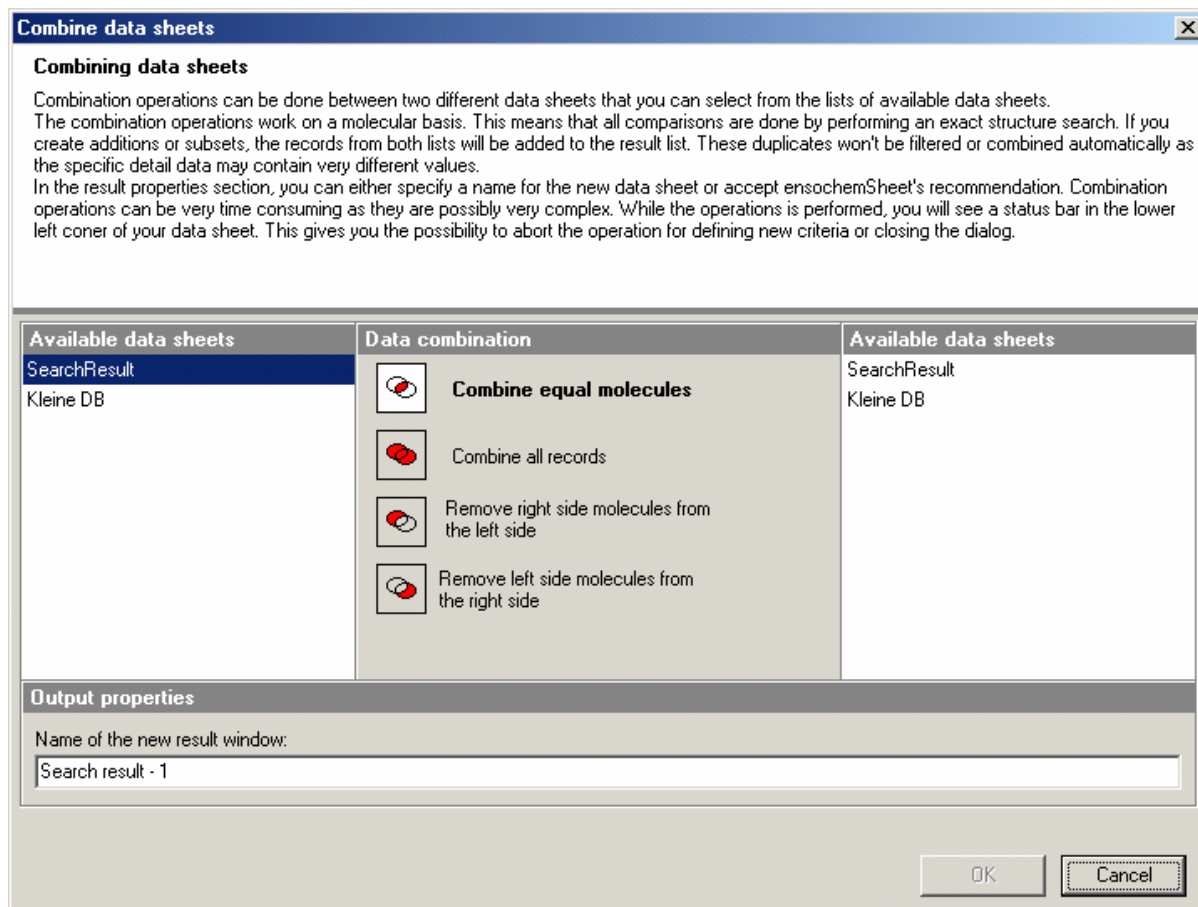 Combine data sheets
Combining data sheets
Combination operations can be done between two different data sheets that you can select from the lists of available data sheets.
The combination operations work on a molecular basis. This means that all comparisons are done by performing an exact structure search. If you
create additions or subsets, the records from both lists will be added to the result list. These duplicates won't be filtered or combined automatically as
the specific detail data may contain very different values.
In the result properties section, you can either specify a name for the new data sheet or accept ensochemSheet's recommendation. Combination
operations can be very time consuming as they are possibly very complex. While the operations is performed, you will see a status bar in the lower
left coner of your data sheet. This gives you the possibility to abort the operation for defining new criteria or closing the dialog.
Available data sheets
SearchResult
Kleine DB
Data combination
Combine equal molecules
Combine all records
Remove right side molecules from
the left side
Remove left side molecules from
the right side
Available data sheets
SearchResult
Kleine DB
Output properties
Name of the new result window:
Search result - 1
OK
Cancel